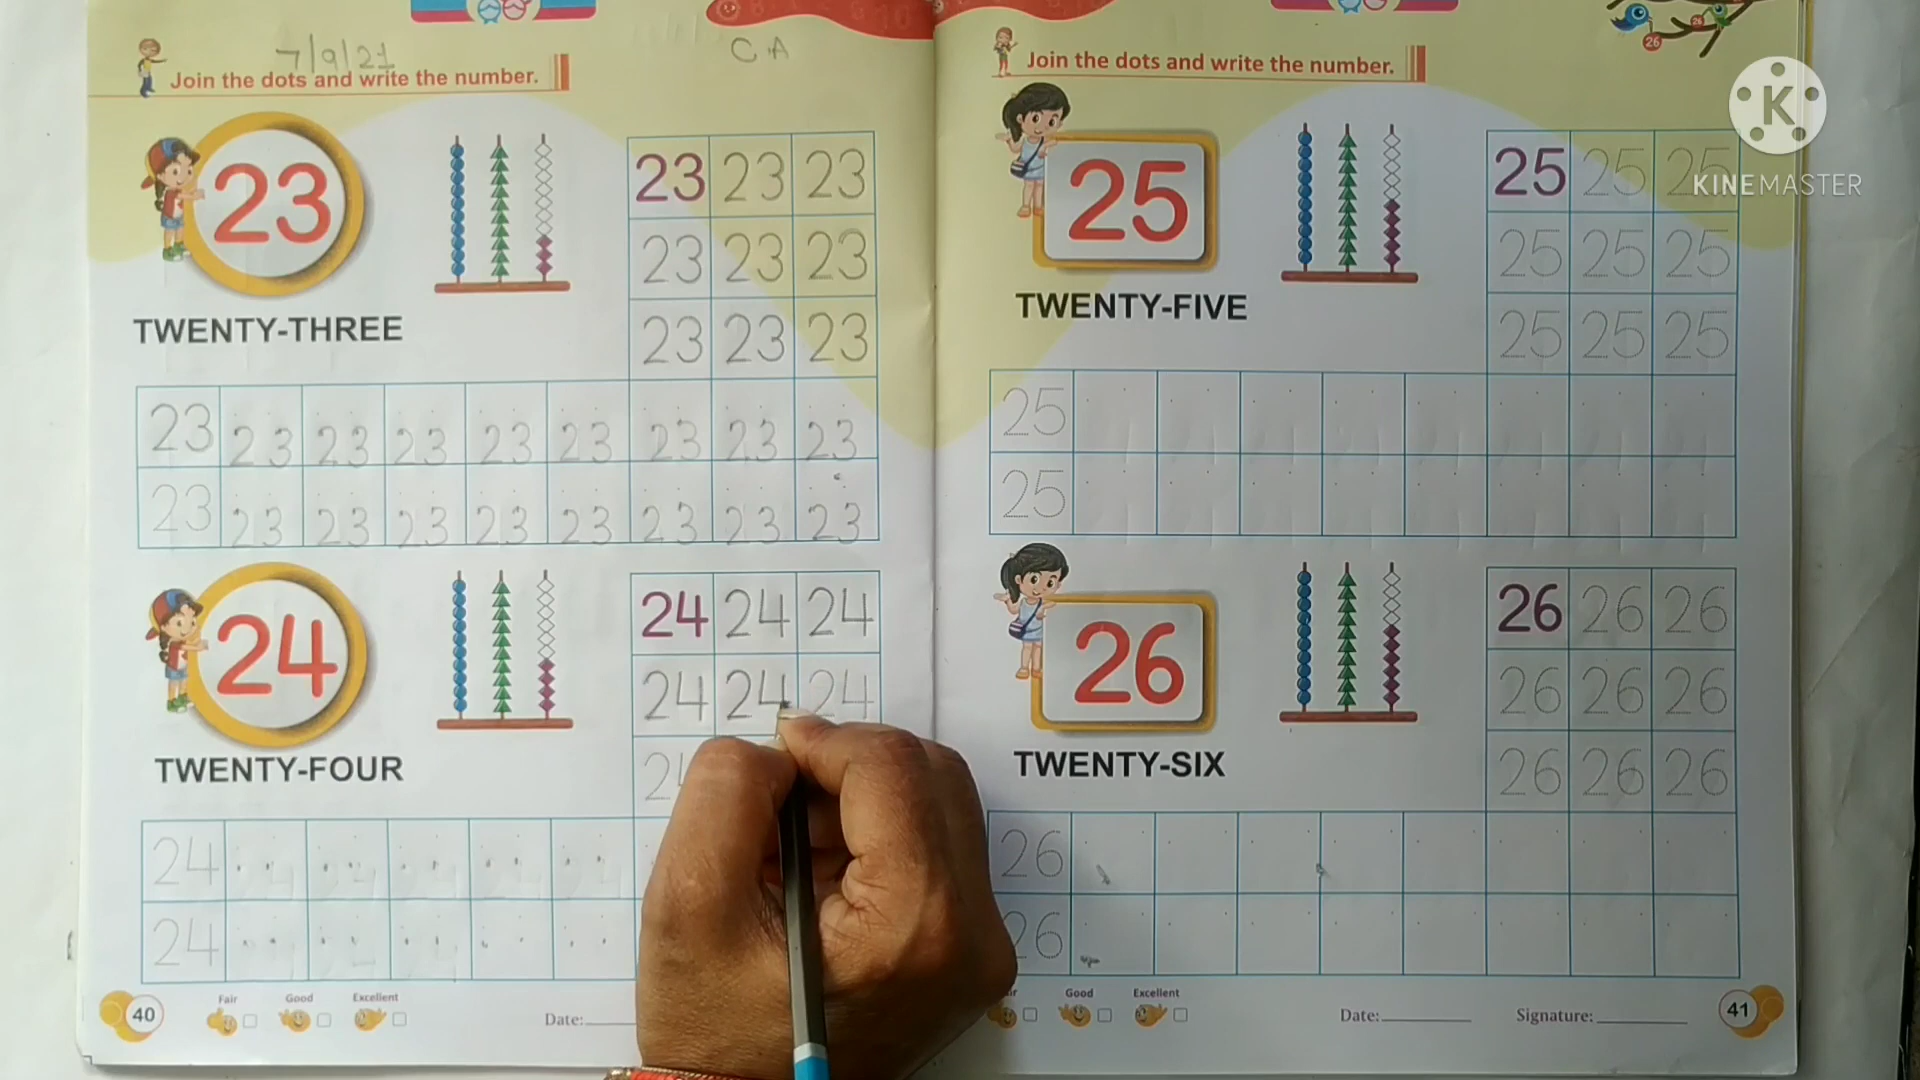 7/9/21
C.A
Join the dots and write the number.
23
23 23 23
23 23 23
23 23 23
TWENTY-THREE
23 23 23 23 23 23 23 23 23
23 23 23 23 23 23 23 23 23
24
24 24 24
24 24 24
TWENTY-FOUR
24
24
Fair Good Excellent
40
Date:
26
26
Join the dots and write the number.
K
KINEMASTER
25
25 25 25
25 25 25
25 25 25
TWENTY-FIVE
25
25
26
26 26 26
26 26 26
26 26 26
TWENTY-SIX
26
26
Good Excellent
Date: Signature:
41